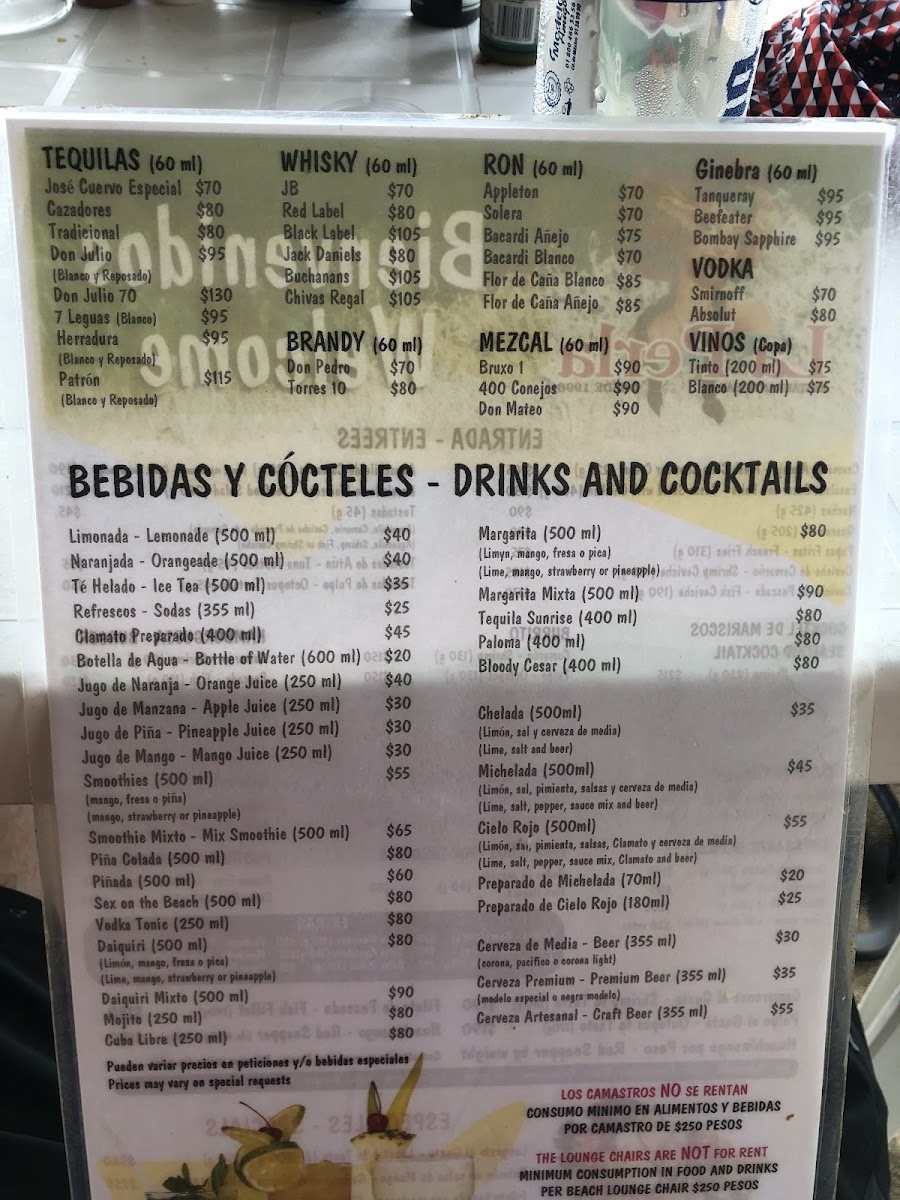 TEQUILAS (60 ml)
José Cuervo Especial $70
Cazadores $80
Tradicional $80
Don Julio $95
(Blanco y Reposado)
Don Julio 70 $130
7 Leguas (Blanco) $95
Herradura $95
(Blanco y Reposado)
Patrón $115
(Blanco y Reposado)
WHISKY (60 ml)
JB $70
Red Label $80
Black Label $105
Jack Daniels $80
Buchanans $105
Chivas Regal $105
BRANDY (60 ml)
Don Pedro $70
Torres 10 $80
RON (60 ml)
Appleton $70
Solera $70
Bacardi Añejo $75
Bacardi Blanco $70
Flor de Caña Blanco $85
Flor de Caña Añejo $85
MEZCAL (60 ml)
Bruxo 1 $90
400 Conejos $90
Don Mateo $90
Ginebra (60 ml)
Tanqueray $95
Beefeater $95
Bombay Sapphire $95
VODKA
Smirnoff $70
Absolut $80
VINOS (Copa)
Tinto (200 ml) $75
Blanco (200 ml) $75
BEBIDAS Y CÓCTELES - DRINKS AND COCKTAILS
Limonada - Lemonade (500 ml) $40
Naranjada - Orangeade (500 ml) $40
Té Helado - Ice Tea (500 ml) $35
Refrescos - Sodas (355 ml) $25
Clamato Preparado (400 ml) $45
Botella de Agua - Bottle of Water (600 ml) $20
Jugo de Naranja - Orange Juice (250 ml) $40
Jugo de Manzana - Apple Juice (250 ml) $30
Jugo de Piña - Pineapple Juice (250 ml) $30
Jugo de Mango - Mango Juice (250 ml) $30
Smoothies (500 ml) $55
(mango, fresa o piña)
(mango, strawberry or pineapple)
Smoothie Mixto - Mix Smoothie (500 ml) $65
Piña Colada (500 ml) $80
Piñada (500 ml) $60
Sex on the Beach (500 ml) $80
Vodka Tonic (250 ml) $80
Daiquiri (500 ml) $80
(Limón, mango, fresa o pica)
(Lime, mango, strawberry or pineapple)
Daiquiri Mixto (500 ml) $90
Mojito (250 ml) $80
Cuba Libre (250 ml) $80
Pueden variar precios en peticiones y/o bebidas especiales
Prices may vary on special requests
Margarita (500 ml) $80
(Limyn, mango, fresa o pica)
(Lime, mango, strawberry or pineapple)
Margarita Mixta (500 ml) $90
Tequila Sunrise (400 ml) $80
Paloma (400 ml) $80
Bloody Cesar (400 ml) $80
Chelada (500ml) $35
(Limón, sal y cerveza de media)
(Lime, salt and beer)
Michelada (500ml) $45
(Limón, sal, pimienta, salsas y cerveza de media)
(Lime, salt, pepper, sauce mix and beer)
Cielo Rojo (500ml) $55
(Limón, sal, pimienta, salsas, Clamato y cerveza de media)
(Lime, salt, pepper, sauce mix, Clamato and beer)
Preparado de Michelada (70ml) $20
Preparado de Cielo Rojo (180ml) $25
Cerveza de Media - Beer (355 ml) $30
(corona, pacifico o corona light)
Cerveza Premium - Premium Beer (355 ml) $35
(modelo especial o negra modelo)
Cerveza Artesanal - Craft Beer (355 ml) $55
LOS CAMASTROS NO SE RENTAN
CONSUMO MINIMO EN ALIMENTOS Y BEBIDAS
POR CAMASTRO DE $250 PESOS
THE LOUNGE CHAIRS ARE NOT FOR RENT
MINIMUM CONSUMPTION IN FOOD AND DRINKS
PER BEACH LOUNGE CHAIR $250 PESOS